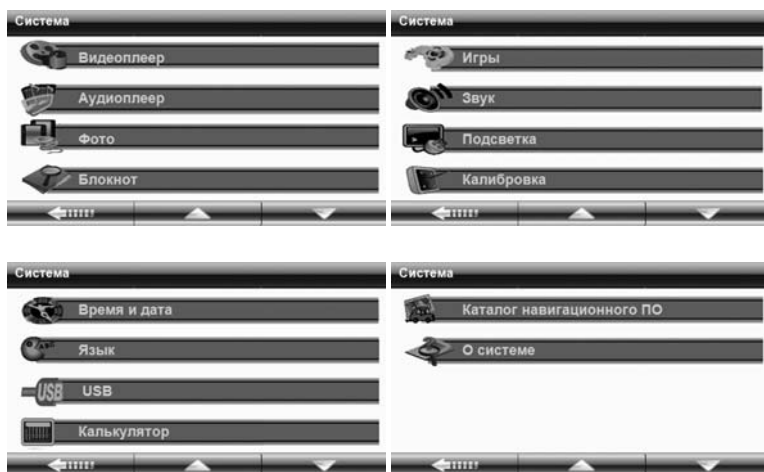 Система
Видеоплеер
Аудиоплеер
Фото
Блокнот
Система
Игры
Звук
Подсветка
Калибровка
Система
Время и дата
Язык
USB
USB
Калькулятор
Система
Каталог навигационного ПО
О системе